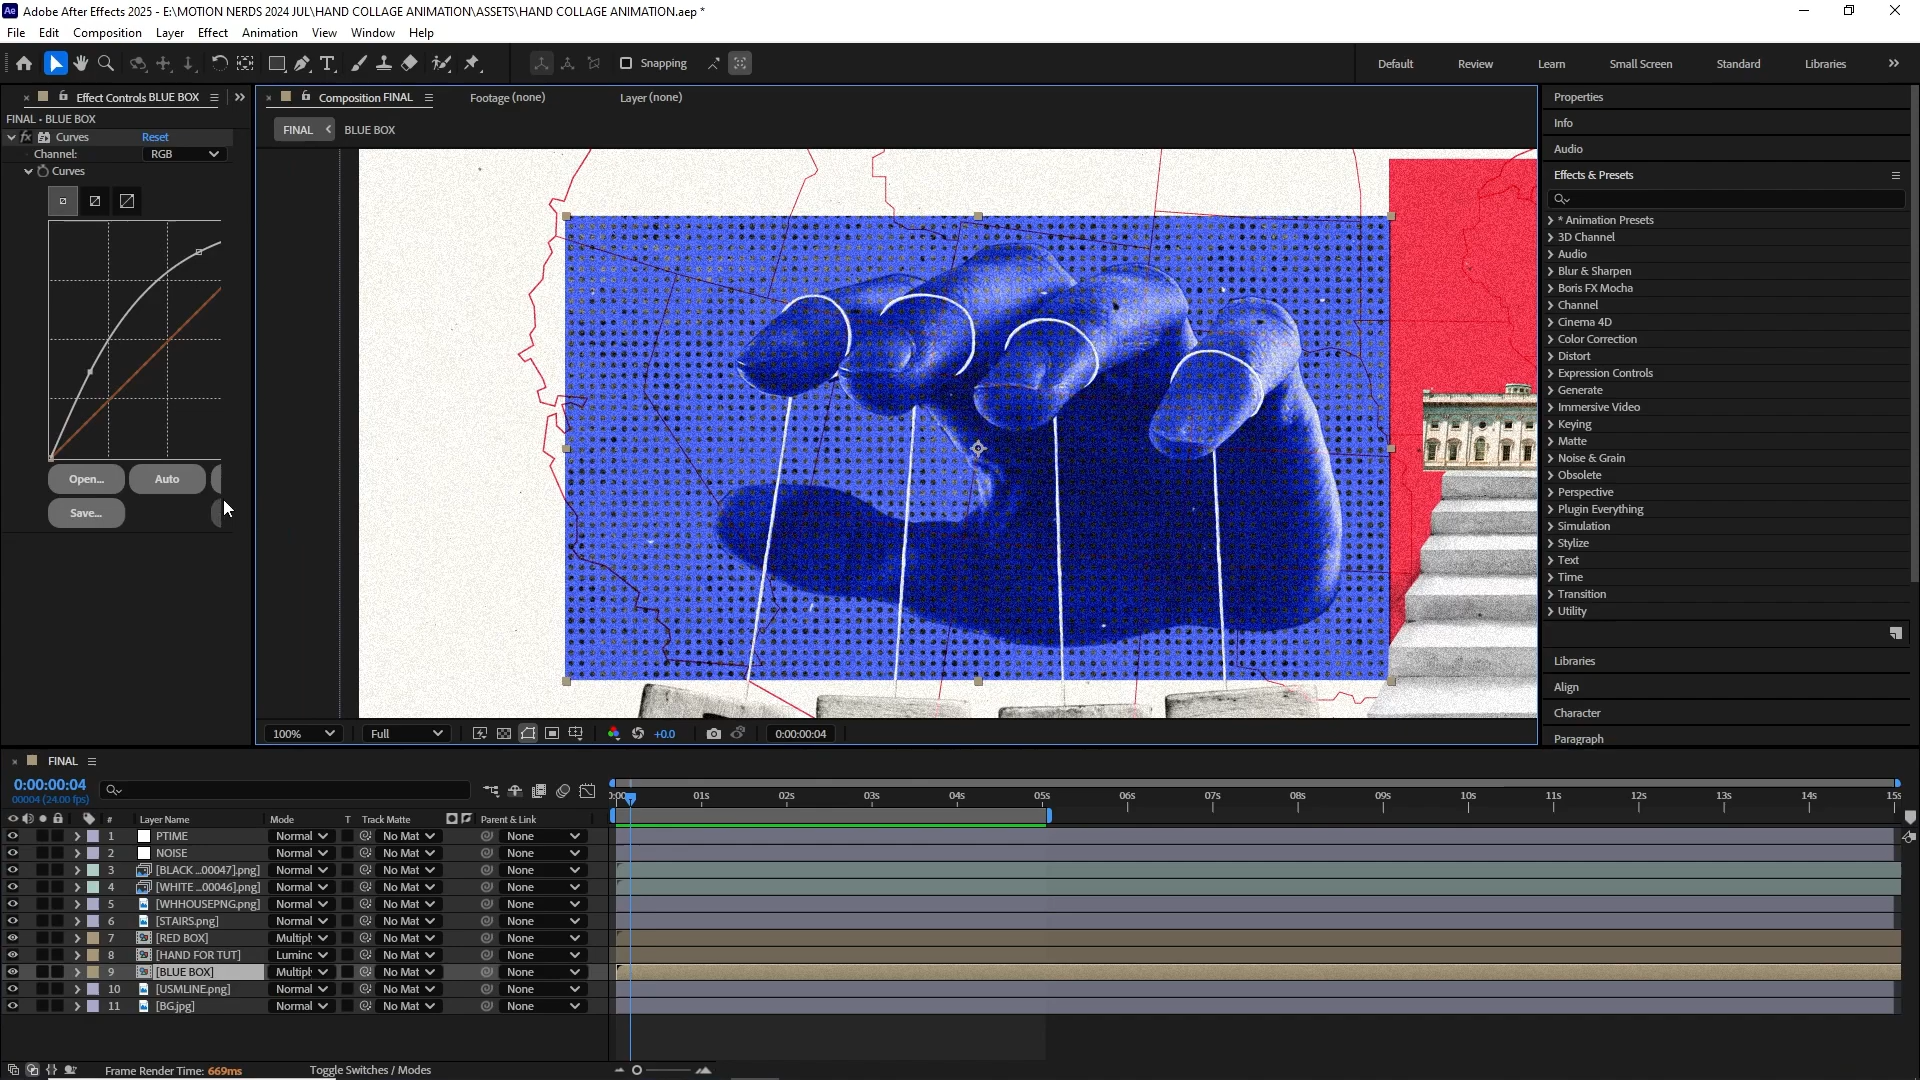 Adobe After Effects 2025 - E:\MOTION NERDS 2024 JUL\HAND COLLAGE ANIMATION\ASSETS\HAND COLLAGE ANIMATION.aep *
File Edit Composition Layer Effect Animation View Window Help
Snapping Default Review Learn Small Screen Standard Libraries
Effect Controls BLUE BOX
Composition FINAL Footage (none) Layer (none)
FINAL • BLUE BOX
FINAL BLUE BOX
fx Curves Reset
Channel: RGB
Curves
Open... Auto
Save...
100% Full +0.0 0:00:00:04
Properties
Info
Audio
Effects & Presets
* Animation Presets
3D Channel
Audio
Blur & Sharpen
Boris FX Mocha
Channel
Cinema 4D
Color Correction
Distort
Expression Controls
Generate
Immersive Video
Keying
Matte
Noise & Grain
Obsolete
Perspective
Plugin Everything
Simulation
Stylize
Text
Time
Transition
Utility
Libraries
Align
Character
Paragraph
FINAL
0:00:00:04
00004 (24.00 fps)
01s 02s 03s 04s 05s 06s 07s 08s 09s 10s 11s 12s 13s 14s 15s
# Layer Name Mode T Track Matte Parent & Link
1 PTIME Normal No Mat None
2 NOISE Normal No Mat None
3 [BLACK ...00047].png] Normal No Mat None
4 [WHITE ...00046].png] Normal No Mat None
5 [WHHOUSEPNG.png] Normal No Mat None
6 [STAIRS.png] Normal No Mat None
7 [RED BOX] Multipl No Mat None
8 [HAND FOR TUT] Luminc No Mat None
9 [BLUE BOX] Multipl No Mat None
10 [USMLINE.png] Normal No Mat None
11 [BG.jpg] Normal No Mat None
Frame Render Time: 669ms Toggle Switches / Modes